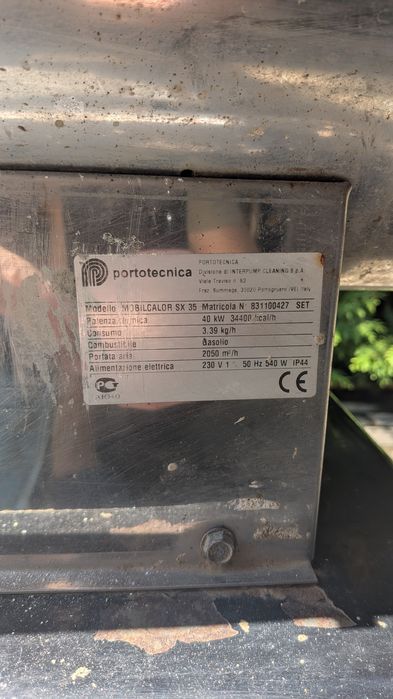 portotecnica
PORTOTECNICA
Divisione di INTERPUMP CLEANING S.p.A.
Viale Treviso n° 63
Fraz. Summaga, 30020 Portogruaro (VE) Italy
Modello MOBILCALOR SX 35 Matricola N 831100427 SET
Potenza termica 40 kW 34400 kcal/h
Consumo 3.39 kg/h
Combustibile Gasolio
Portata aria 2050 m³/h
Alimentazione elettrica 230 V 1~ 50 Hz 540 W IP44
CE